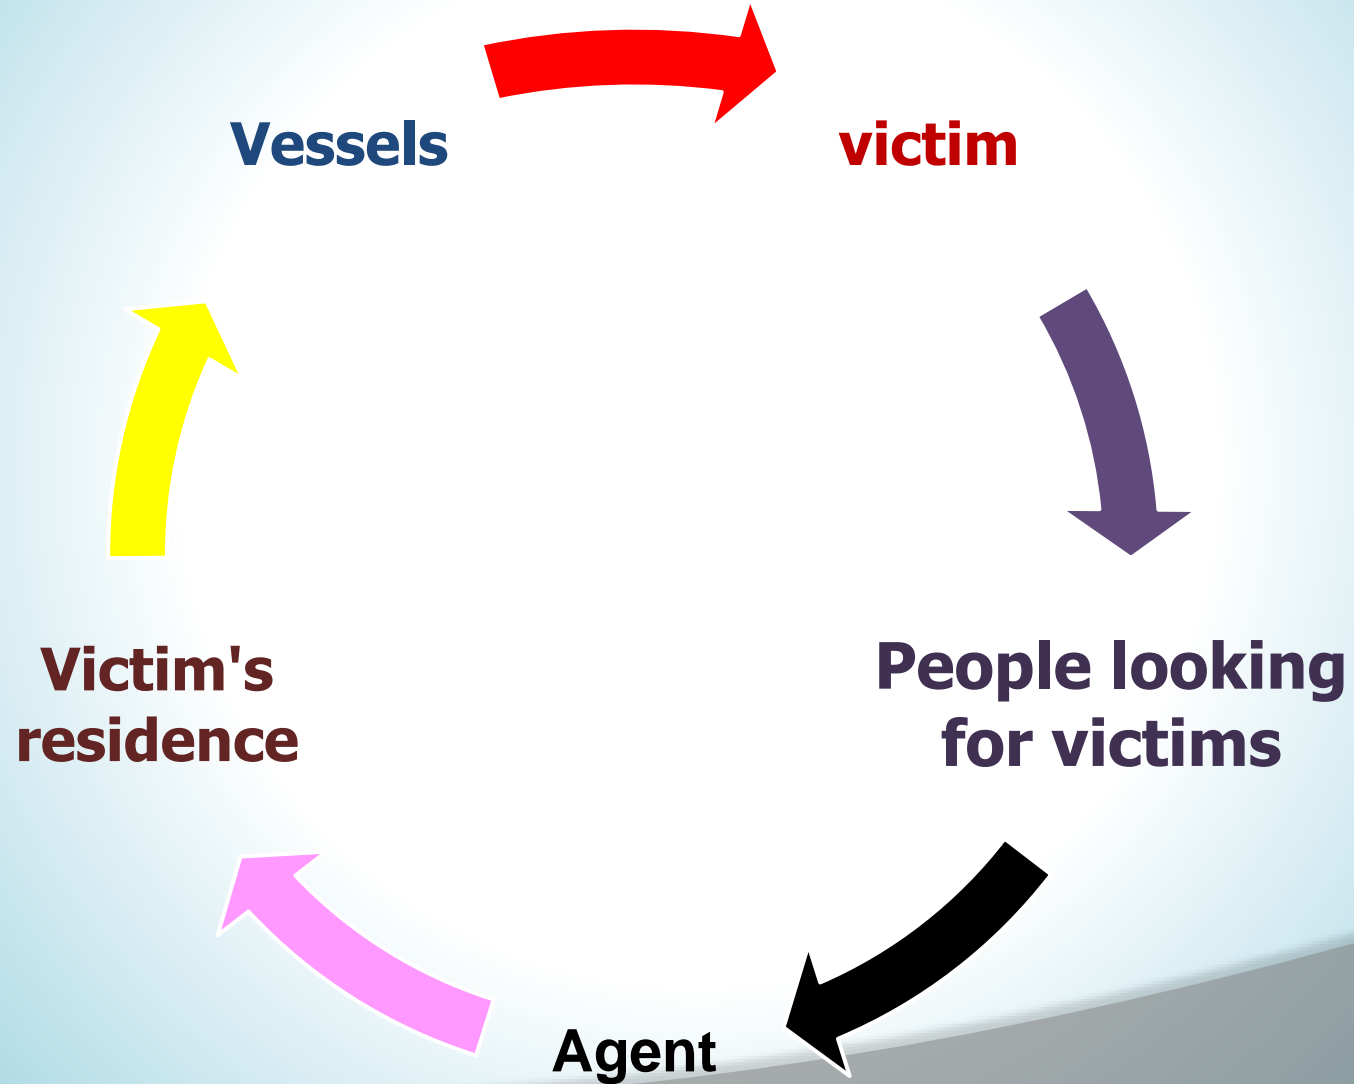 Vessels
victim
People looking
for victims
Victim's
residence
Agent